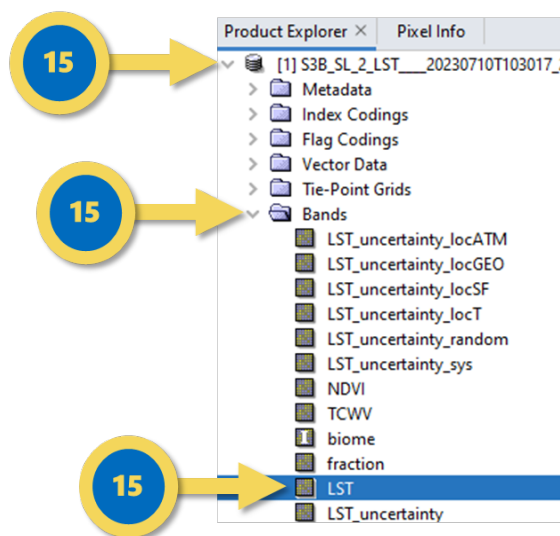 Product Explorer × Pixel Info
15 [1] S3B_SL_2_LST____20230710T103017_
Metadata
Index Codings
Flag Codings
Vector Data
Tie-Point Grids
15 Bands
LST_uncertainty_locATM
LST_uncertainty_locGEO
LST_uncertainty_locSF
LST_uncertainty_locT
LST_uncertainty_random
LST_uncertainty_sys
NDVI
TCWV
biome
fraction
15 LST
LST_uncertainty